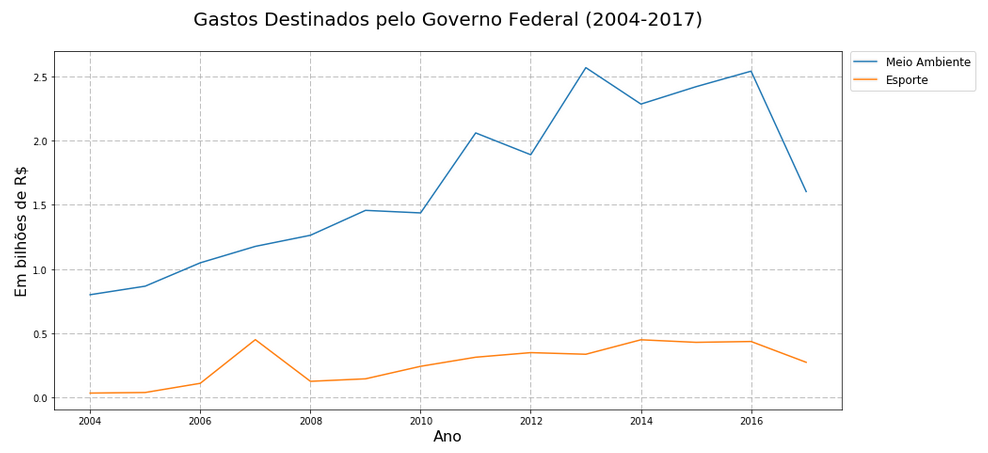 Gastos Destinados pelo Governo Federal (2004-2017)
Meio Ambiente
Esporte
Em bilhões de R$
2.5
2.0
1.5
1.0
0.5
0.0
2004 2006 2008 2010 2012 2014 2016
Ano